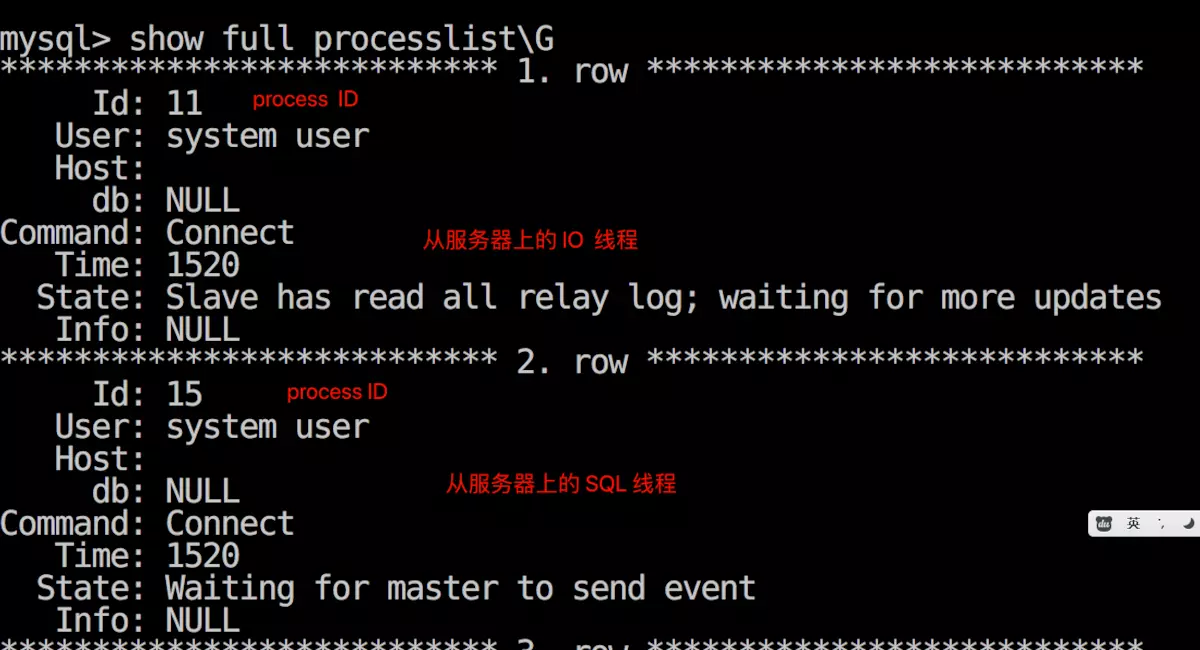 mysql> show full processlist\G
*************************** 1. row ***************************
Id: 11 process ID
User: system user
Host:
db: NULL
Command: Connect
从服务器上的 IO 线程
Time: 1520
State: Slave has read all relay log; waiting for more updates
Info: NULL
*************************** 2. row ***************************
Id: 15 process ID
User: system user
Host:
db: NULL
从服务器上的 SQL 线程
Command: Connect
Time: 1520
State: Waiting for master to send event
Info: NULL
*************************** 3. row ***************************
du 英 ·,